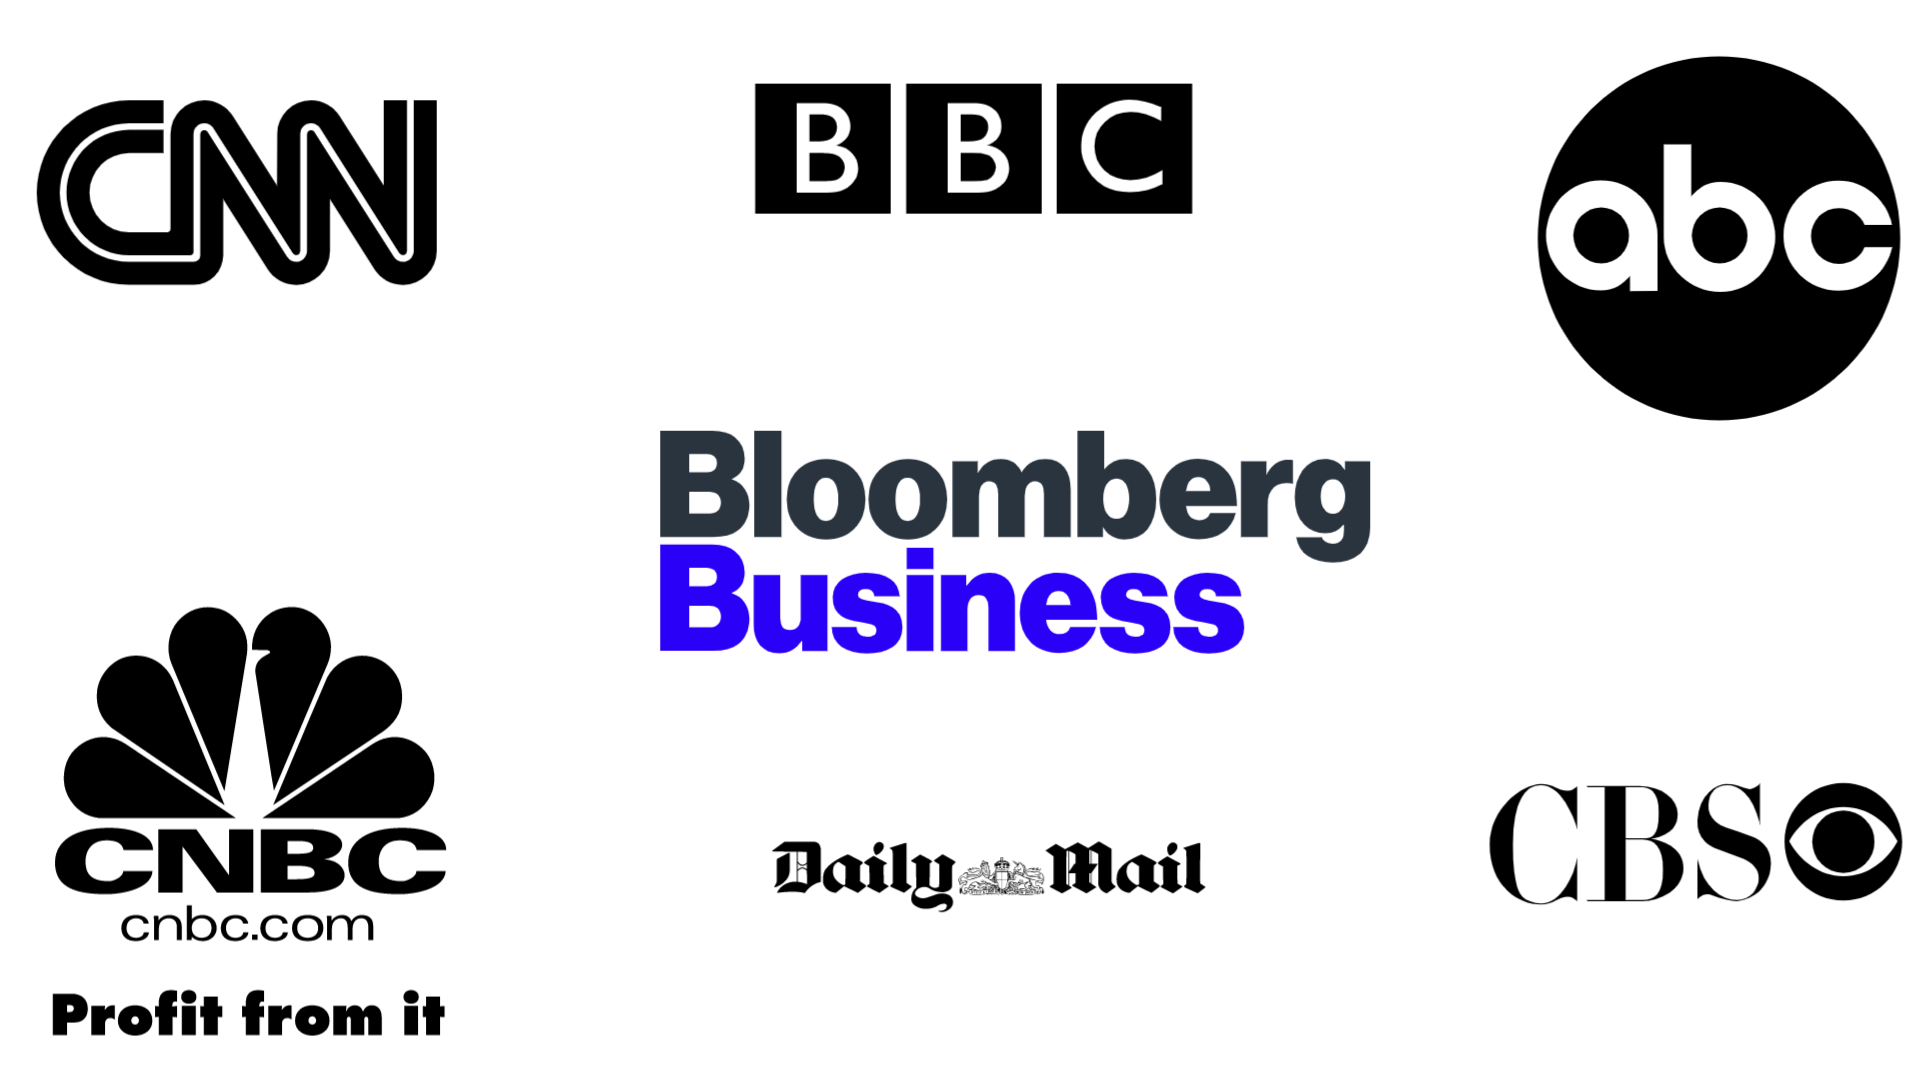 CNN
BBC
abc
Bloomberg
Business
CNBC
cnbc.com
Profit from it
Daily Mail
CBS